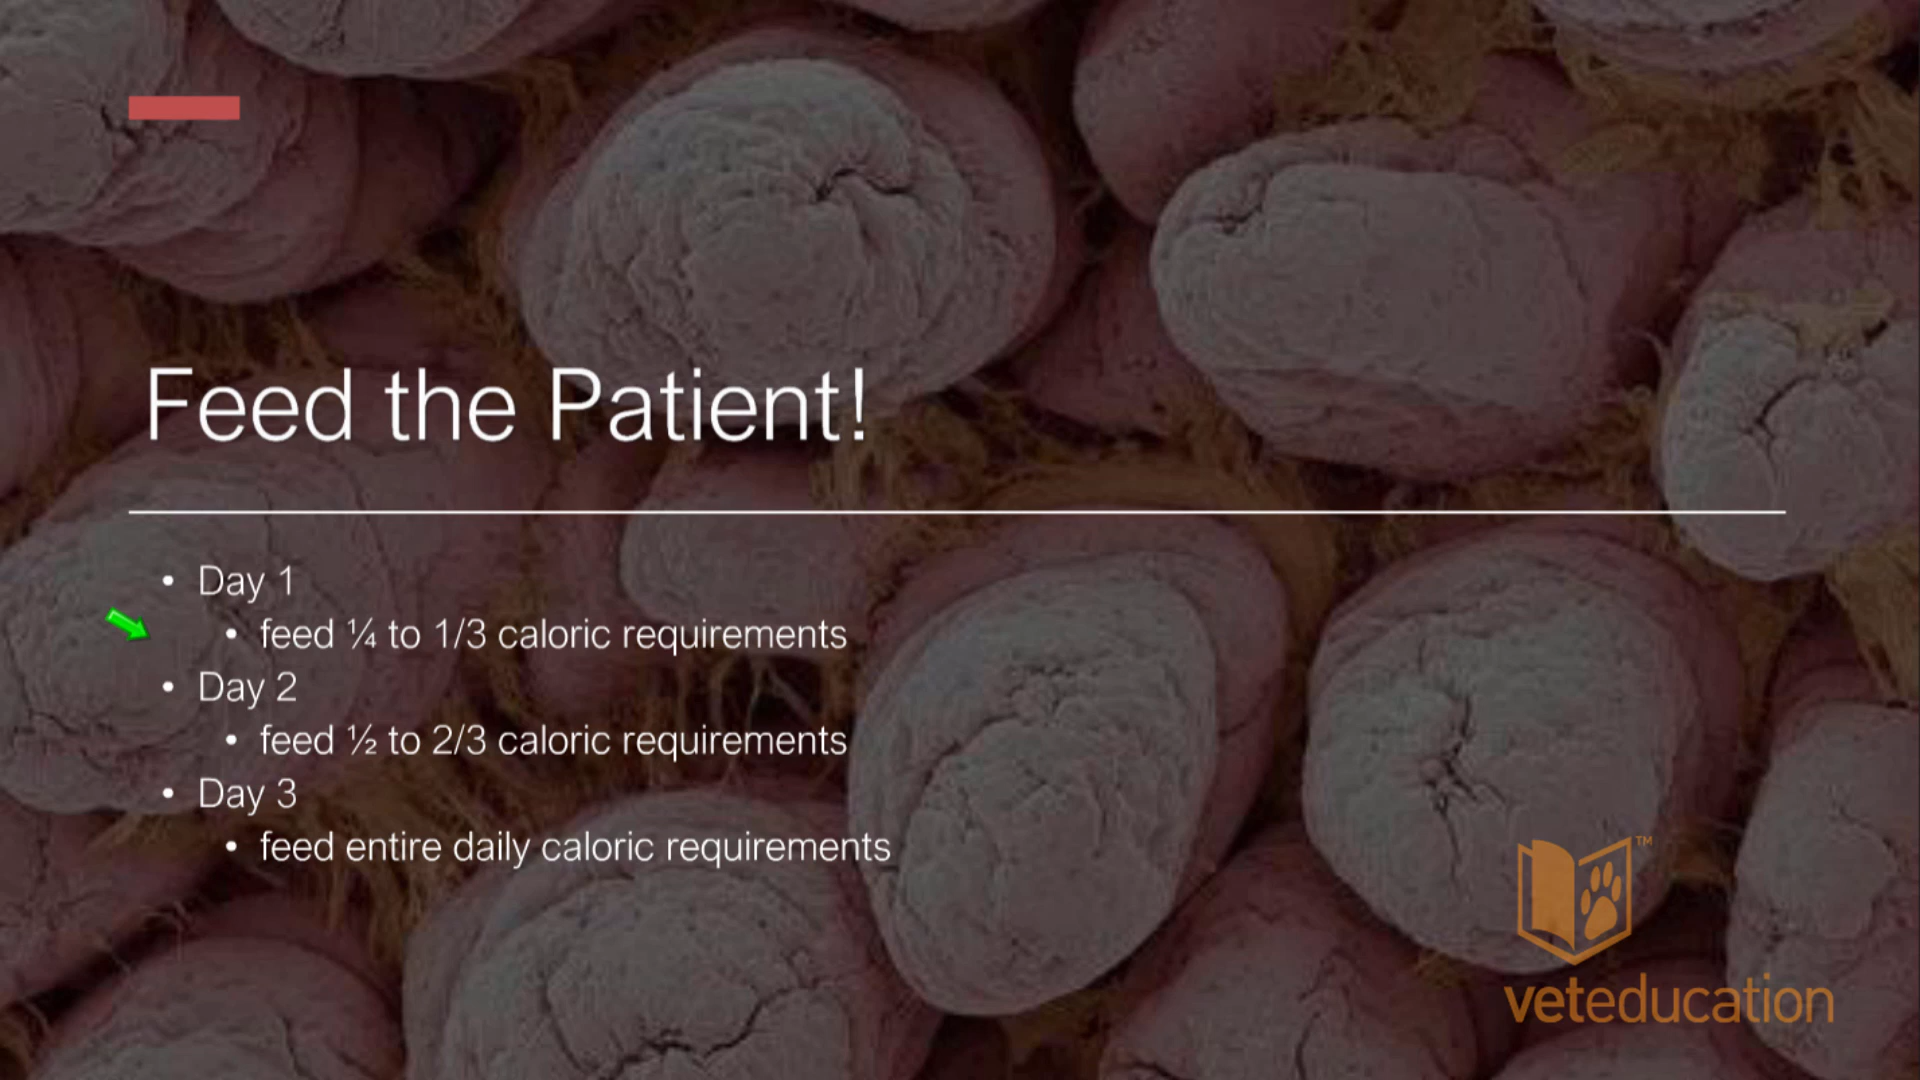 Feed the Patient!
• Day 1
• feed ¼ to 1/3 caloric requirements
• Day 2
• feed ½ to 2/3 caloric requirements
• Day 3
• feed entire daily caloric requirements
TM
veteducation